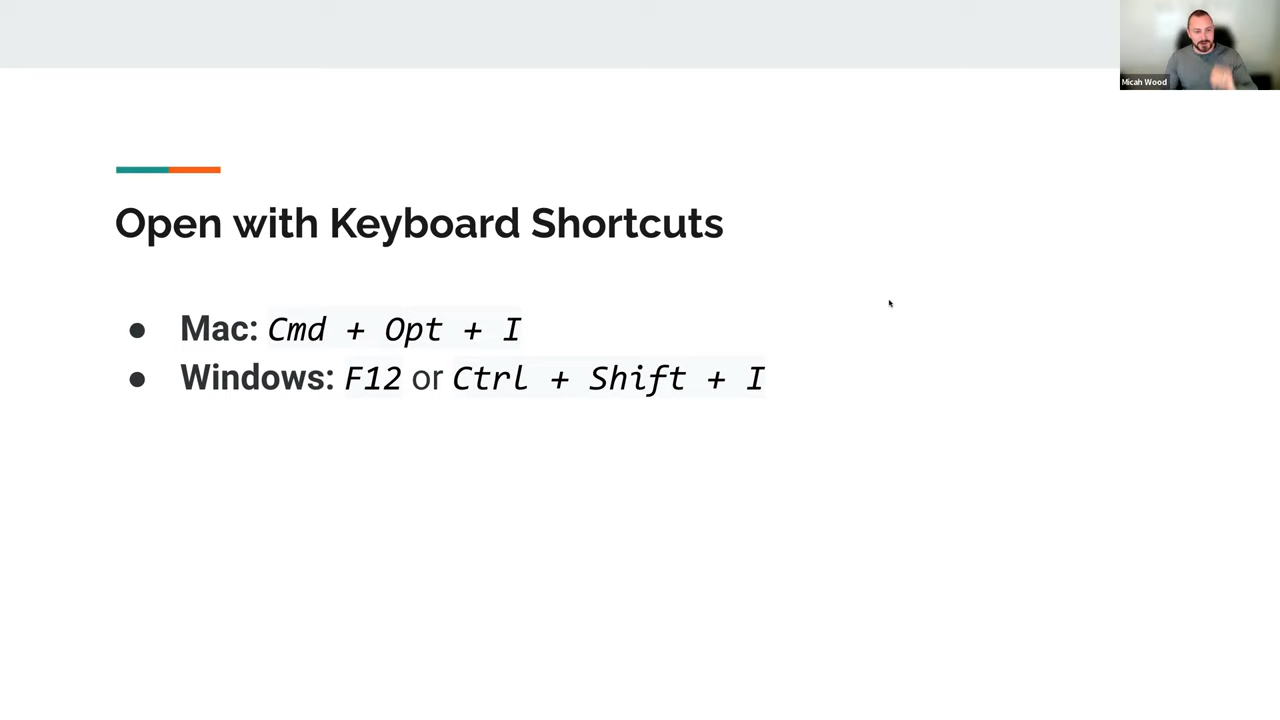 Micah Wood
Open with Keyboard Shortcuts
● Mac: Cmd + Opt + I
● Windows: F12 or Ctrl + Shift + I